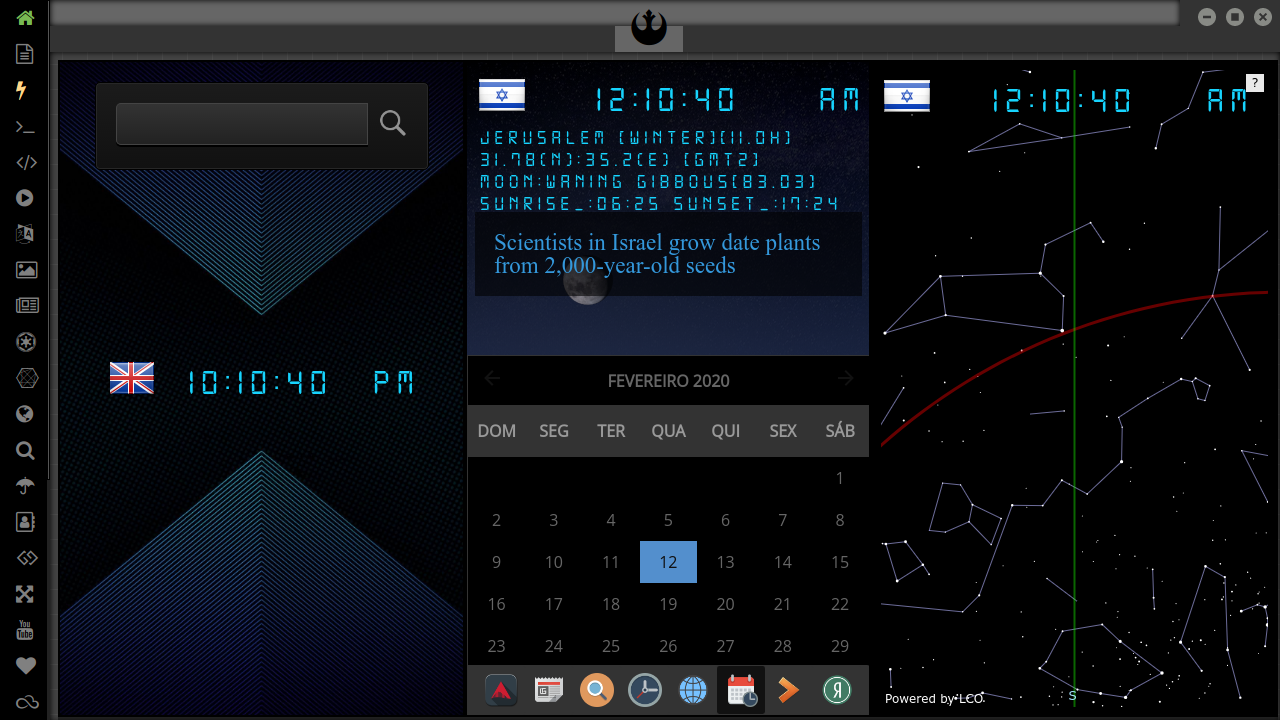 12:10:40 AM
JERUSALEM [WINTER][11.0H]
31.78(N):35.2(E) [GMT2]
MOON:WANING GIBBOUS[83.03]
SUNRISE_:06:25 SUNSET_:17:24
Scientists in Israel grow date plants
from 2,000-year-old seeds
10:10:40 PM
FEVEREIRO 2020
DOM SEG TER QUA QUI SEX SÁB
1
2 3 4 5 6 7 8
9 10 11 12 13 14 15
16 17 18 19 20 21 22
23 24 25 26 27 28 29
12:10:40 AM
?
S
Powered by LCO
You
Tube
Я